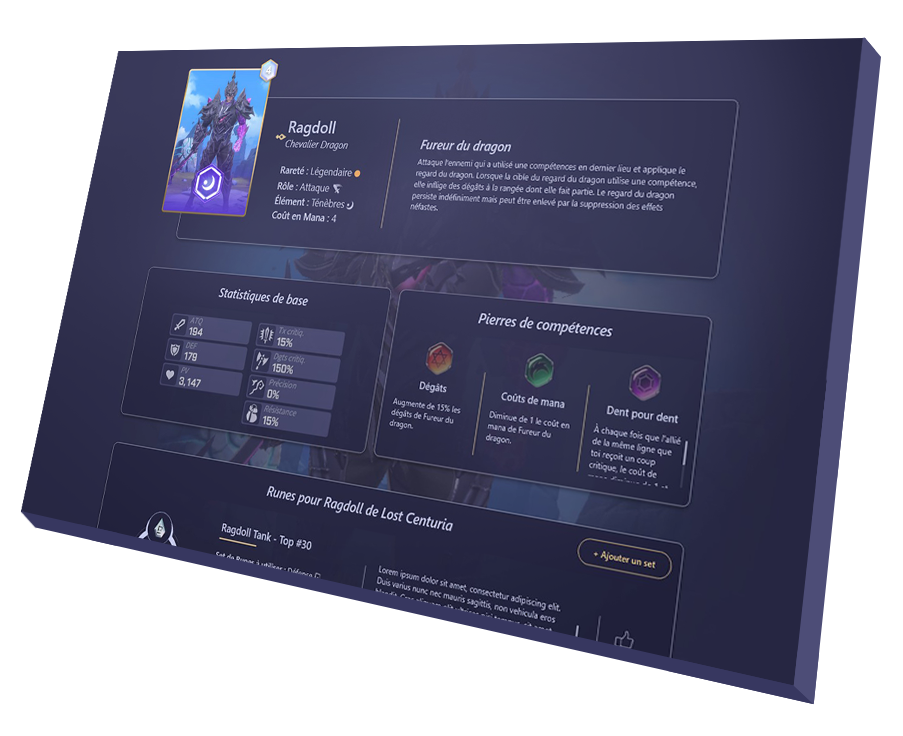 Ragdoll
Chevalier Dragon
Rareté : Légendaire
Rôle : Attaque
Élément : Ténèbres
Coût en Mana : 4
Fureur du dragon
Attaque l'ennemi qui a utilisé une compétences en dernier lieu et applique le
regard du dragon. Lorsque la cible du regard du dragon utilise une compétence,
elle inflige des dégâts à la rangée dont elle fait partie. Le regard du dragon
persiste indéfiniment mais peut être enlevé par la suppression des effets
néfastes.
Statistiques de base
ATQ
194
DEF
179
PV
3,147
Tx critiq.
15%
Dgts critiq.
150%
Précision
0%
Résistance
15%
Pierres de compétences
Dégâts
Augmente de 15% les
dégâts de Fureur du
dragon.
Coûts de mana
Diminue de 1 le coût en
mana de Fureur du
dragon.
Dent pour dent
À chaque fois que l'allié
de la même ligne que
toi reçoit un coup
critique, le coût de
Runes pour Ragdoll de Lost Centuria
Ragdoll Tank - Top #30
Set de Runes à utiliser : Défense
+ Ajouter un set
Lorem ipsum dolor sit amet, consectetur adipiscing elit.
Duis varius nunc nec mauris sagittis, non vehicula eros